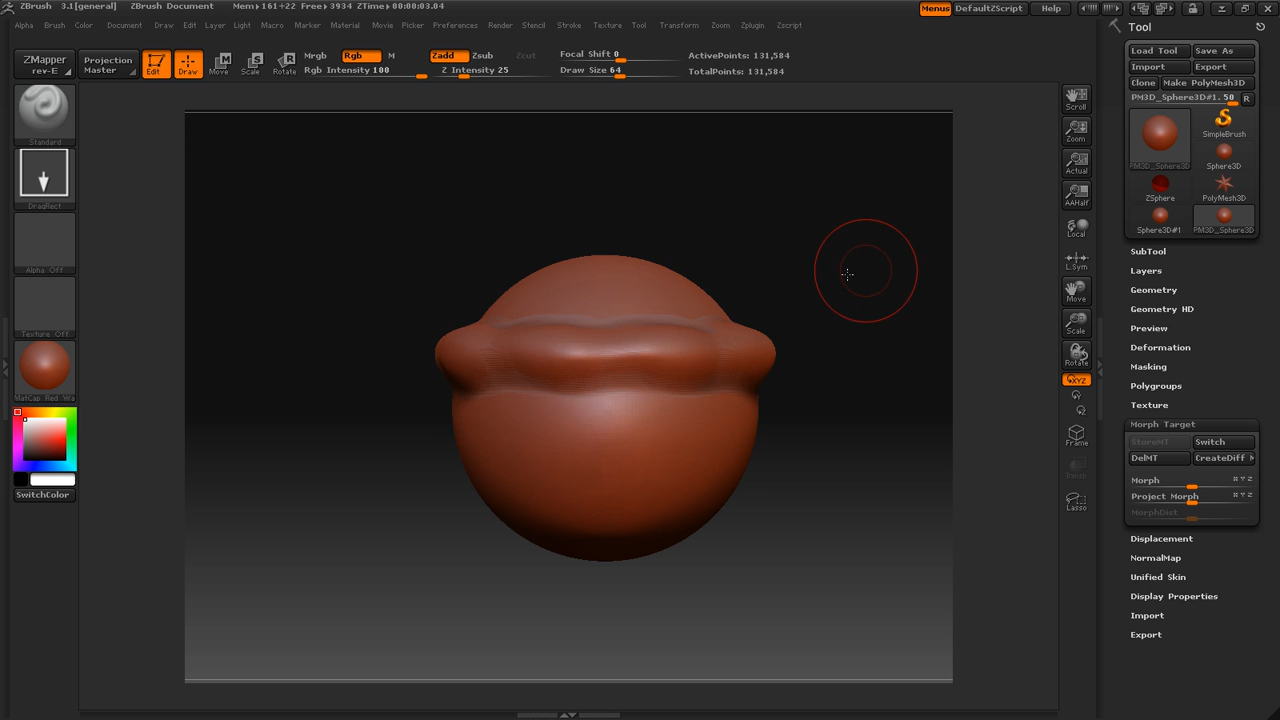 ZBrush 3.1[general] ZBrush Document Mem▸161+22 Free▸3934 ZTime▸00:00:03.04 Menus DefaultZScript Help
Alpha Brush Color Document Draw Edit Layer Light Macro Marker Material Movie Picker Preferences Render Stencil Stroke Texture Tool Transform Zoom Zplugin Zscript
Tool
ZMapper
rev-E
Projection
Master
Edit
Draw
Move
Scale
Rotate
Mrgb Rgb M
Rgb Intensity 100
Zadd Zsub Zcut
Z Intensity 25
Focal Shift 0
Draw Size 64
ActivePoints: 131,584
TotalPoints: 131,584
Standard
DragRect
Alpha Off
Texture Off
MatCap Red Wa
SwitchColor
Scroll
Zoom
Actual
AAHalf
Local
L.Sym
Move
Scale
Rotate
XYZ
Frame
Transp
Lasso
Load Tool Save As
Import Export
Clone Make PolyMesh3D
PM3D_Sphere3D#1. 50 R
SimpleBrush
PM3D_Sphere3D Sphere3D
ZSphere PolyMesh3D
Sphere3D#1 PM3D_Sphere3D
SubTool
Layers
Geometry
Geometry HD
Preview
Deformation
Masking
Polygroups
Texture
Morph Target
StoreMT Switch
DelMT CreateDiff M
Morph X Y Z
Project Morph X Y Z
MorphDist
Displacement
NormalMap
Unified Skin
Display Properties
Import
Export